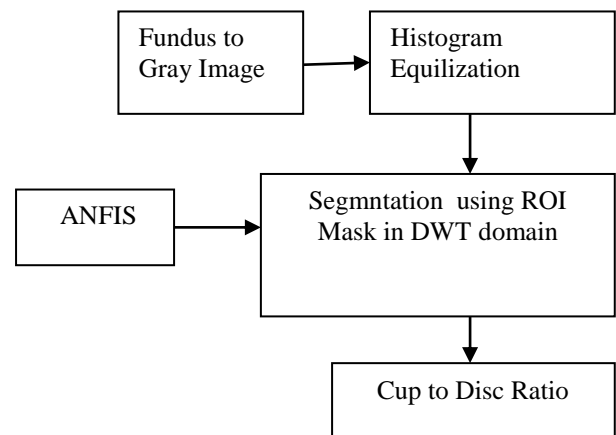 Fundus to
Gray Image
Histogram
Equilization
ANFIS
Segmntation using ROI
Mask in DWT domain
Cup to Disc Ratio